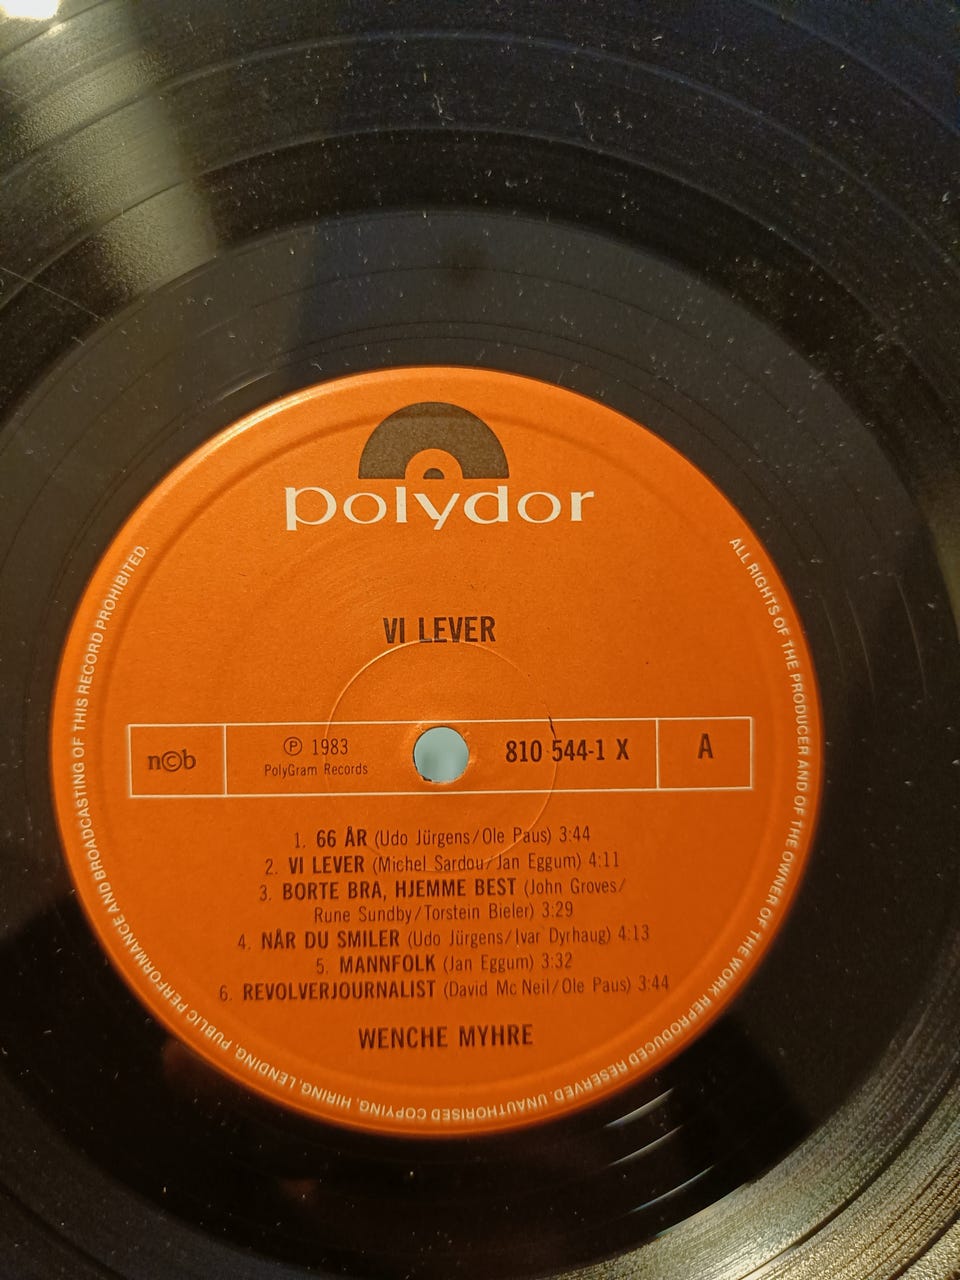 polydor
VI LEVER
n©b
℗ 1983
PolyGram Records
810 544-1 X
A
1. 66 ÅR (Udo Jürgens/Ole Paus) 3:44
2. VI LEVER (Michel Sardou/Jan Eggum) 4:11
3. BORTE BRA, HJEMME BEST (John Groves/
Rune Sundby/Torstein Bieler) 3:29
4. NÅR DU SMILER (Udo Jürgens/Ivar Dyrhaug) 4:13
5. MANNFOLK (Jan Eggum) 3:32
6. REVOLVERJOURNALIST (David Mc Neil/Ole Paus) 3:44
WENCHE MYHRE
ALL RIGHTS OF THE PRODUCER AND OF THE OWNER OF THE WORK REPRODUCED RESERVED. UNAUTHORISED COPYING, HIRING, LENDING, PUBLIC PERFORMANCE AND BROADCASTING OF THIS RECORD PROHIBITED.